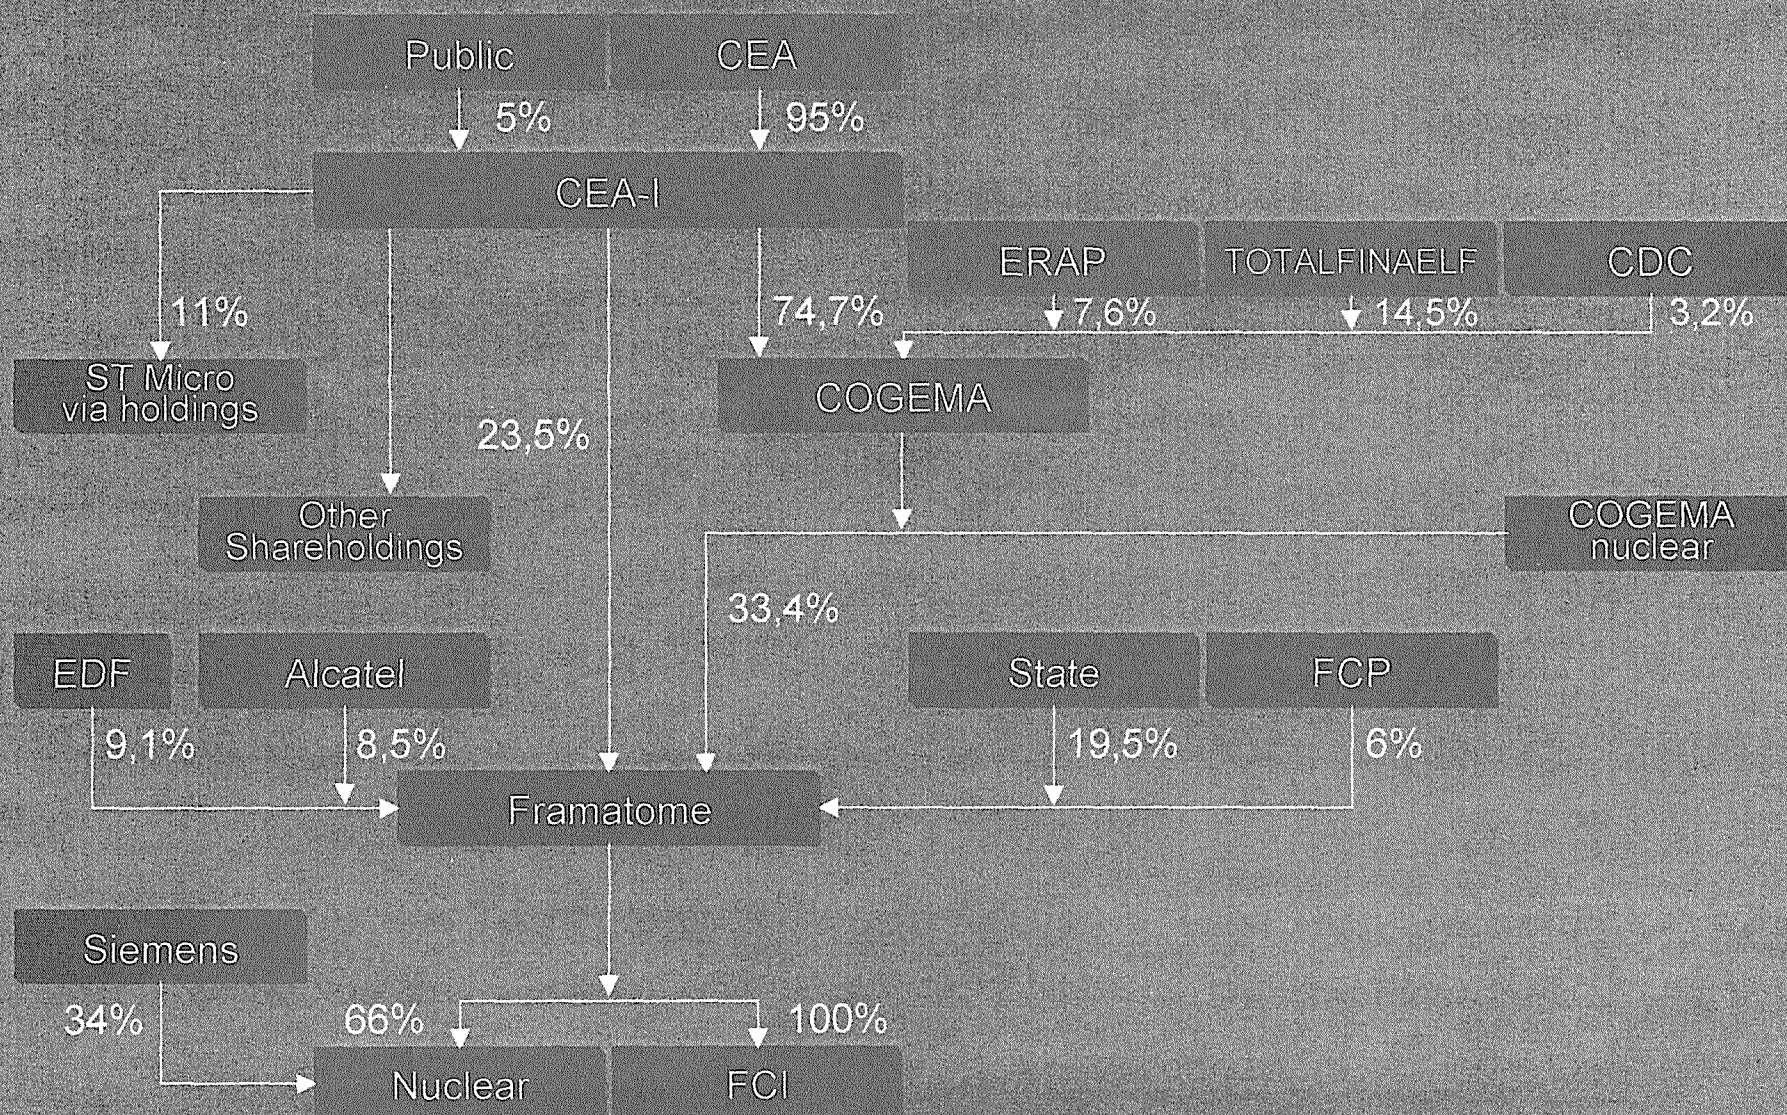 Public
CEA
5%
95%
CEA-I
ERAP
TOTALFINAELF
CDC
11%
74,7%
7,6%
14,5%
3,2%
ST Micro
via holdings
COGEMA
23,5%
Other
Shareholdings
COGEMA
nuclear
33,4%
EDF
Alcatel
State
FCP
9,1%
8,5%
19,5%
6%
Framatome
Siemens
34%
66%
100%
Nuclear
FCI